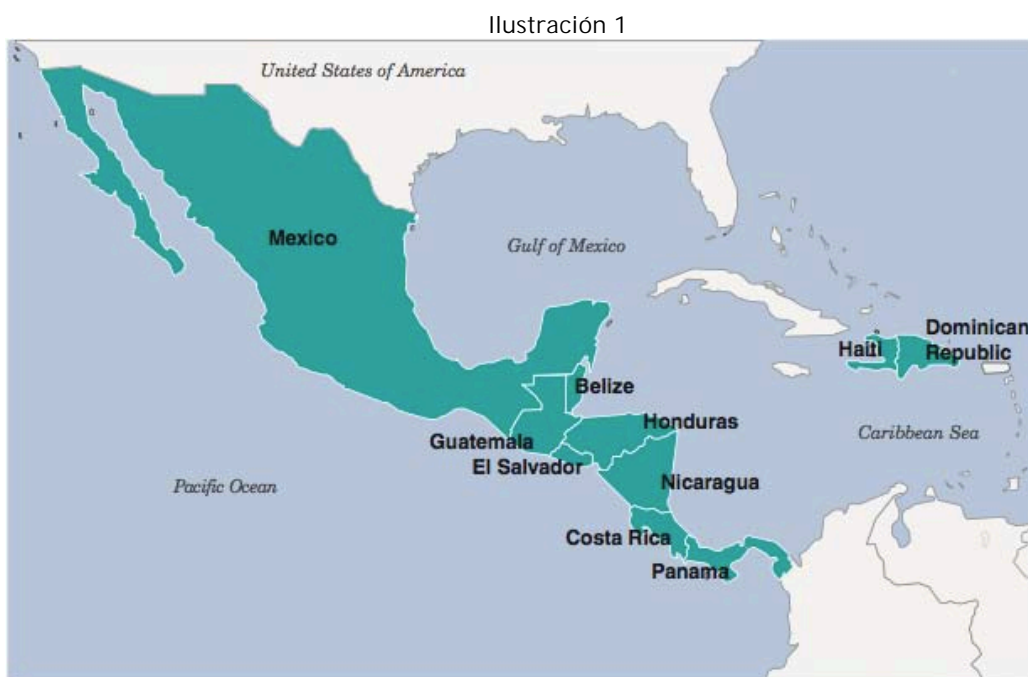 Ilustración 1
United States of America
Mexico
Gulf of Mexico
Haiti
Dominican
Republic
Belize
Honduras
Guatemala
El Salvador
Caribbean Sea
Pacific Ocean
Nicaragua
Costa Rica
Panama